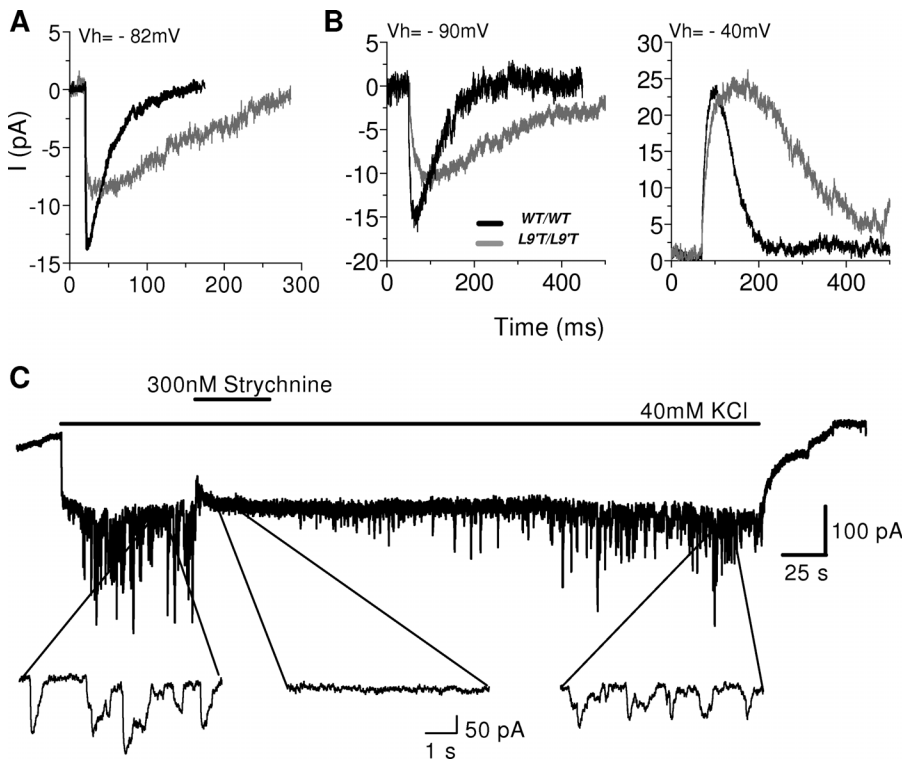 A
Vh= - 82mV
5
0
-5
-10
-15
0
100
200
300
I (pA)
B
Vh= - 90mV
5
0
-5
-10
-15
-20
0
200
400
WT/WT
L9'T/L9'T
Vh= - 40mV
30
25
20
15
10
5
0
0
200
400
Time (ms)
C
300nM Strychnine
40mM KCl
100 pA
25 s
50 pA
1 s